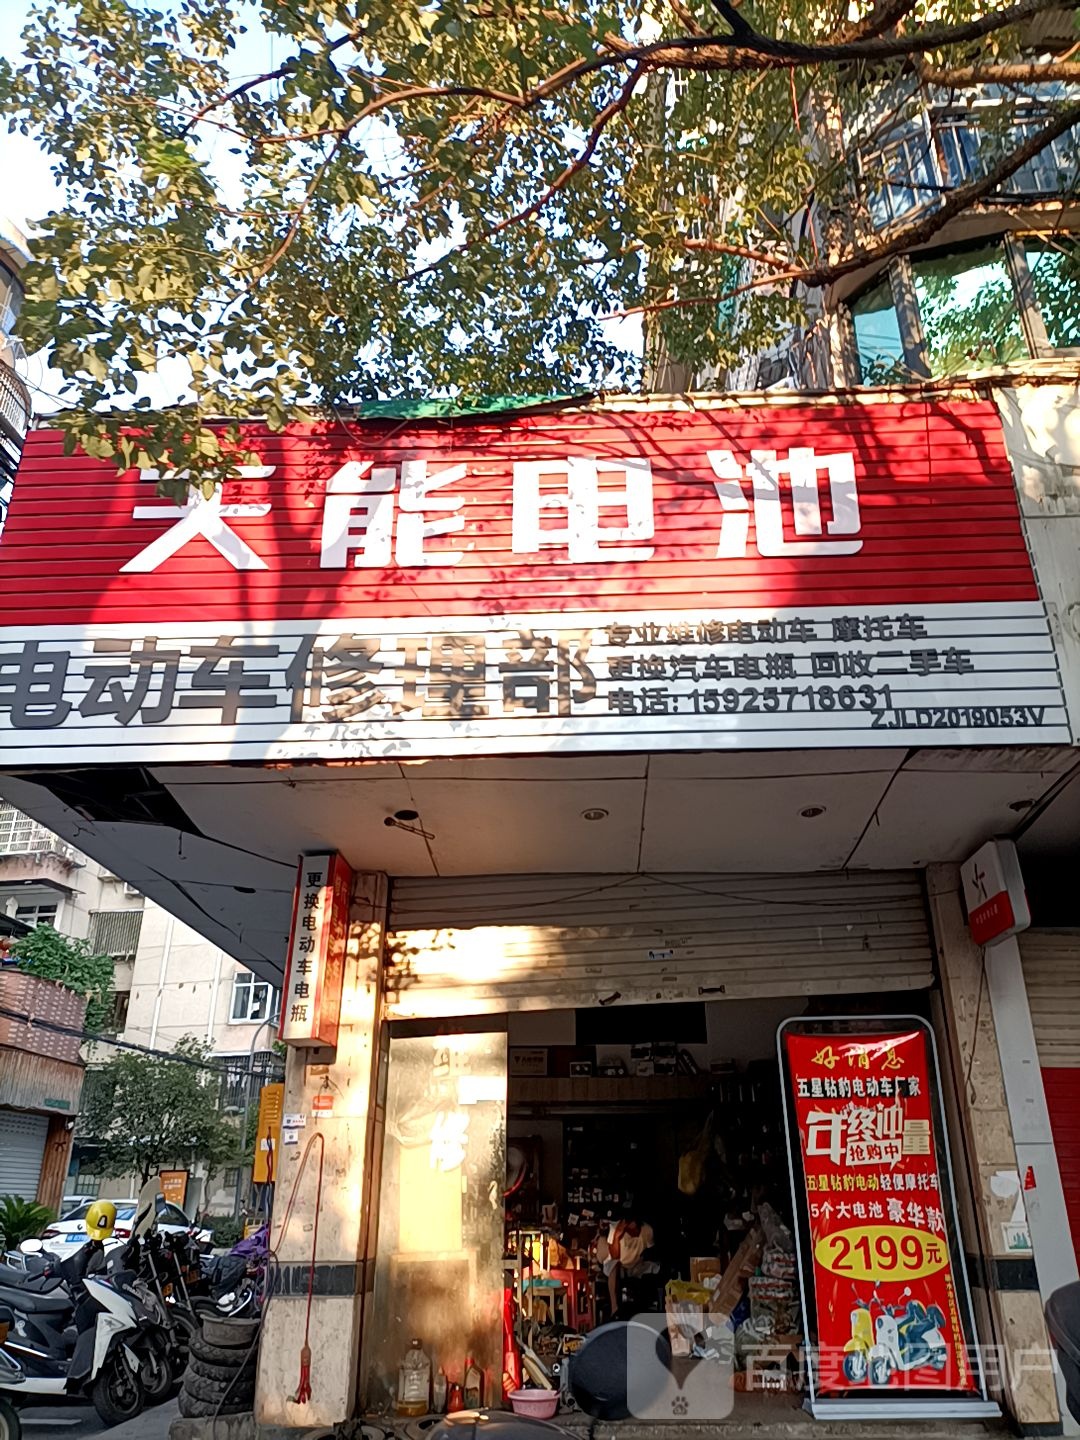 天能电池
电动车修理部
专业维修电动车 摩托车
更换汽车电瓶 回收二手车
电话:15925718631
ZJLD2019053V
更换电动车电瓶
好消息
五星钻豹电动车厂家
年终冲量
抢购中
五星钻豹电动轻便摩托车
5个大电池 豪华款
2199元
百度地图用户